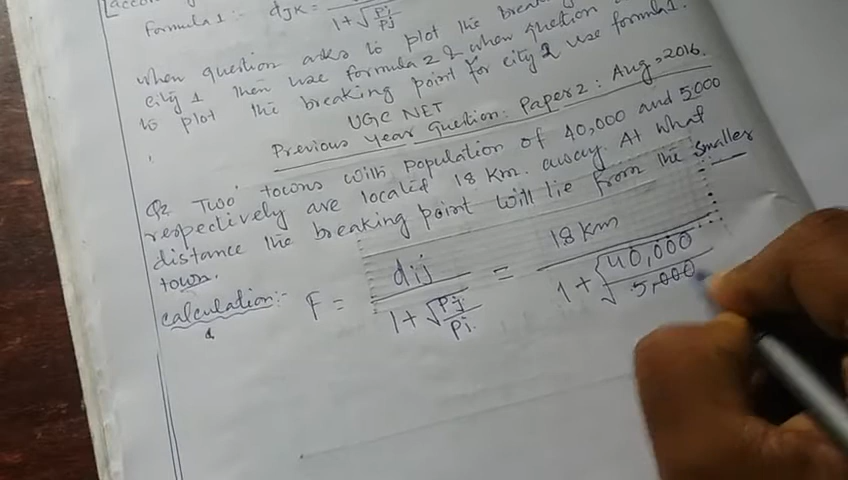 Formula 1:- djk =
1+√Pi/Pj
when question asks to plot the
city 1 then use formula 2 & when question
to plot the breaking point for city 2 use formula 1.
UGC NET
Previous Year Question: Paper 2: Aug, 2016.
Q2 Two towns with population of 40,000 and 5000
respectively are located 18 Km. away. At what
distance the breaking point will lie from the smaller
town.
calculation:- F = dij / 1+√Pj/Pi = 18 Km / 1+√40,000/5,000